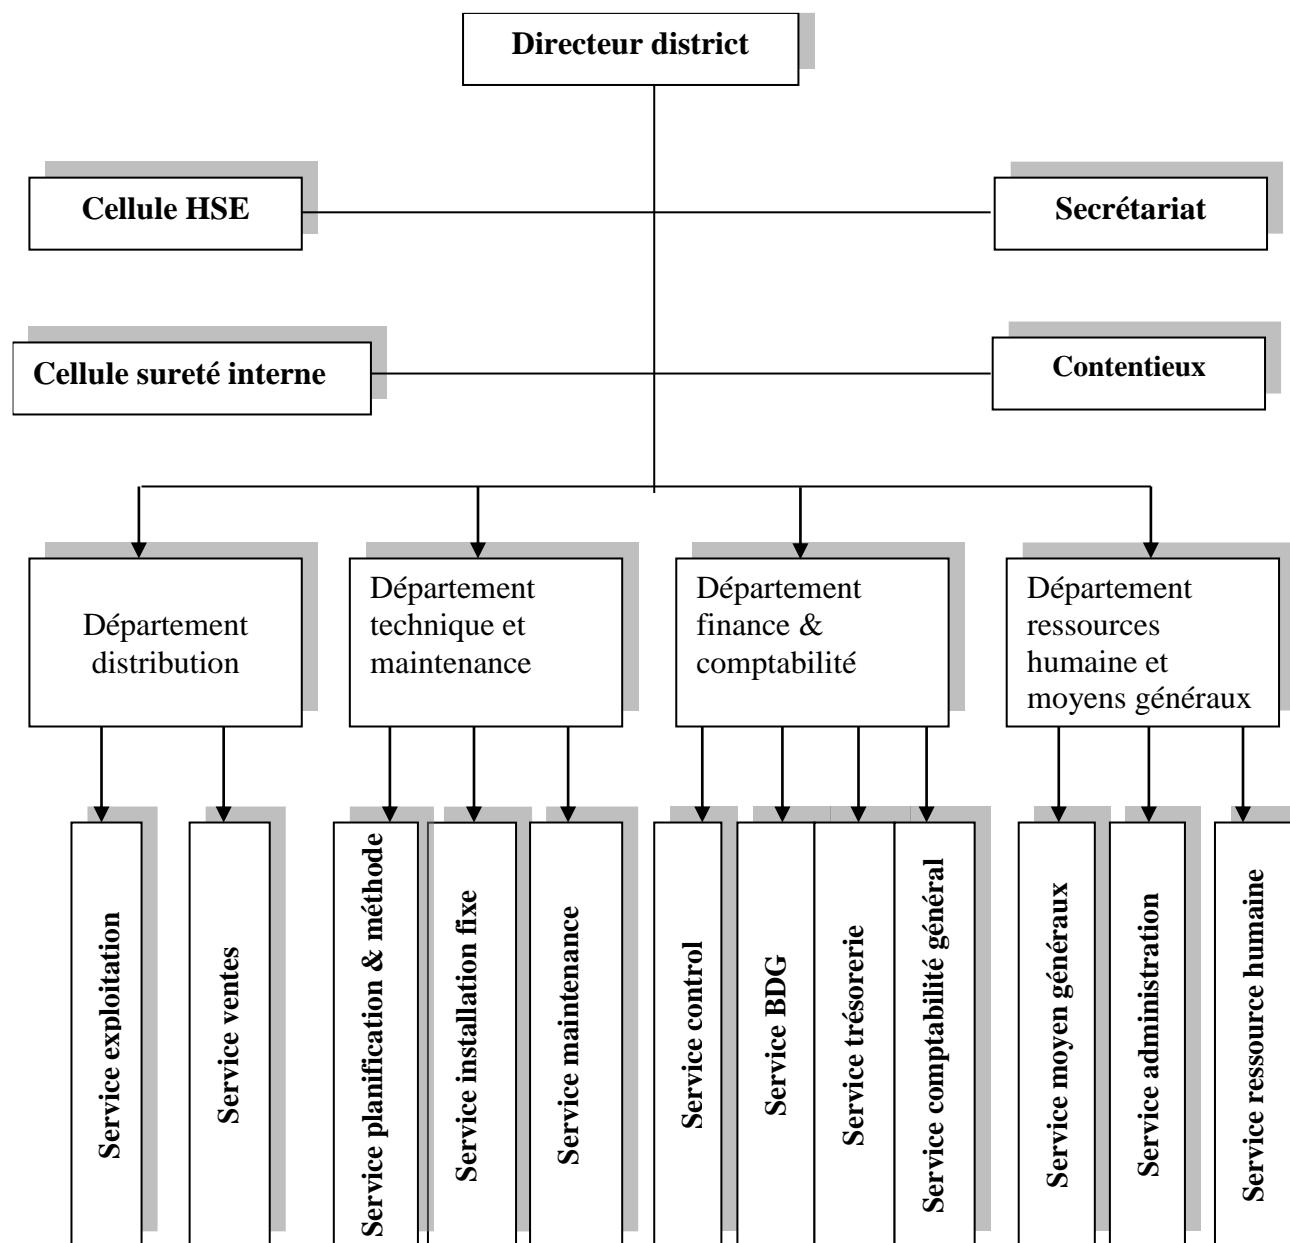 Directeur district
Cellule HSE
Secrétariat
Cellule sureté interne
Contentieux
Département
distribution
Département
technique et
maintenance
Département
finance &
comptabilité
Département
ressources
humaine et
moyens généraux
Service exploitation
Service ventes
Service planification & méthode
Service installation fixe
Service maintenance
Service control
Service BDG
Service trésorerie
Service comptabilité général
Service moyen généraux
Service administration
Service ressource humaine